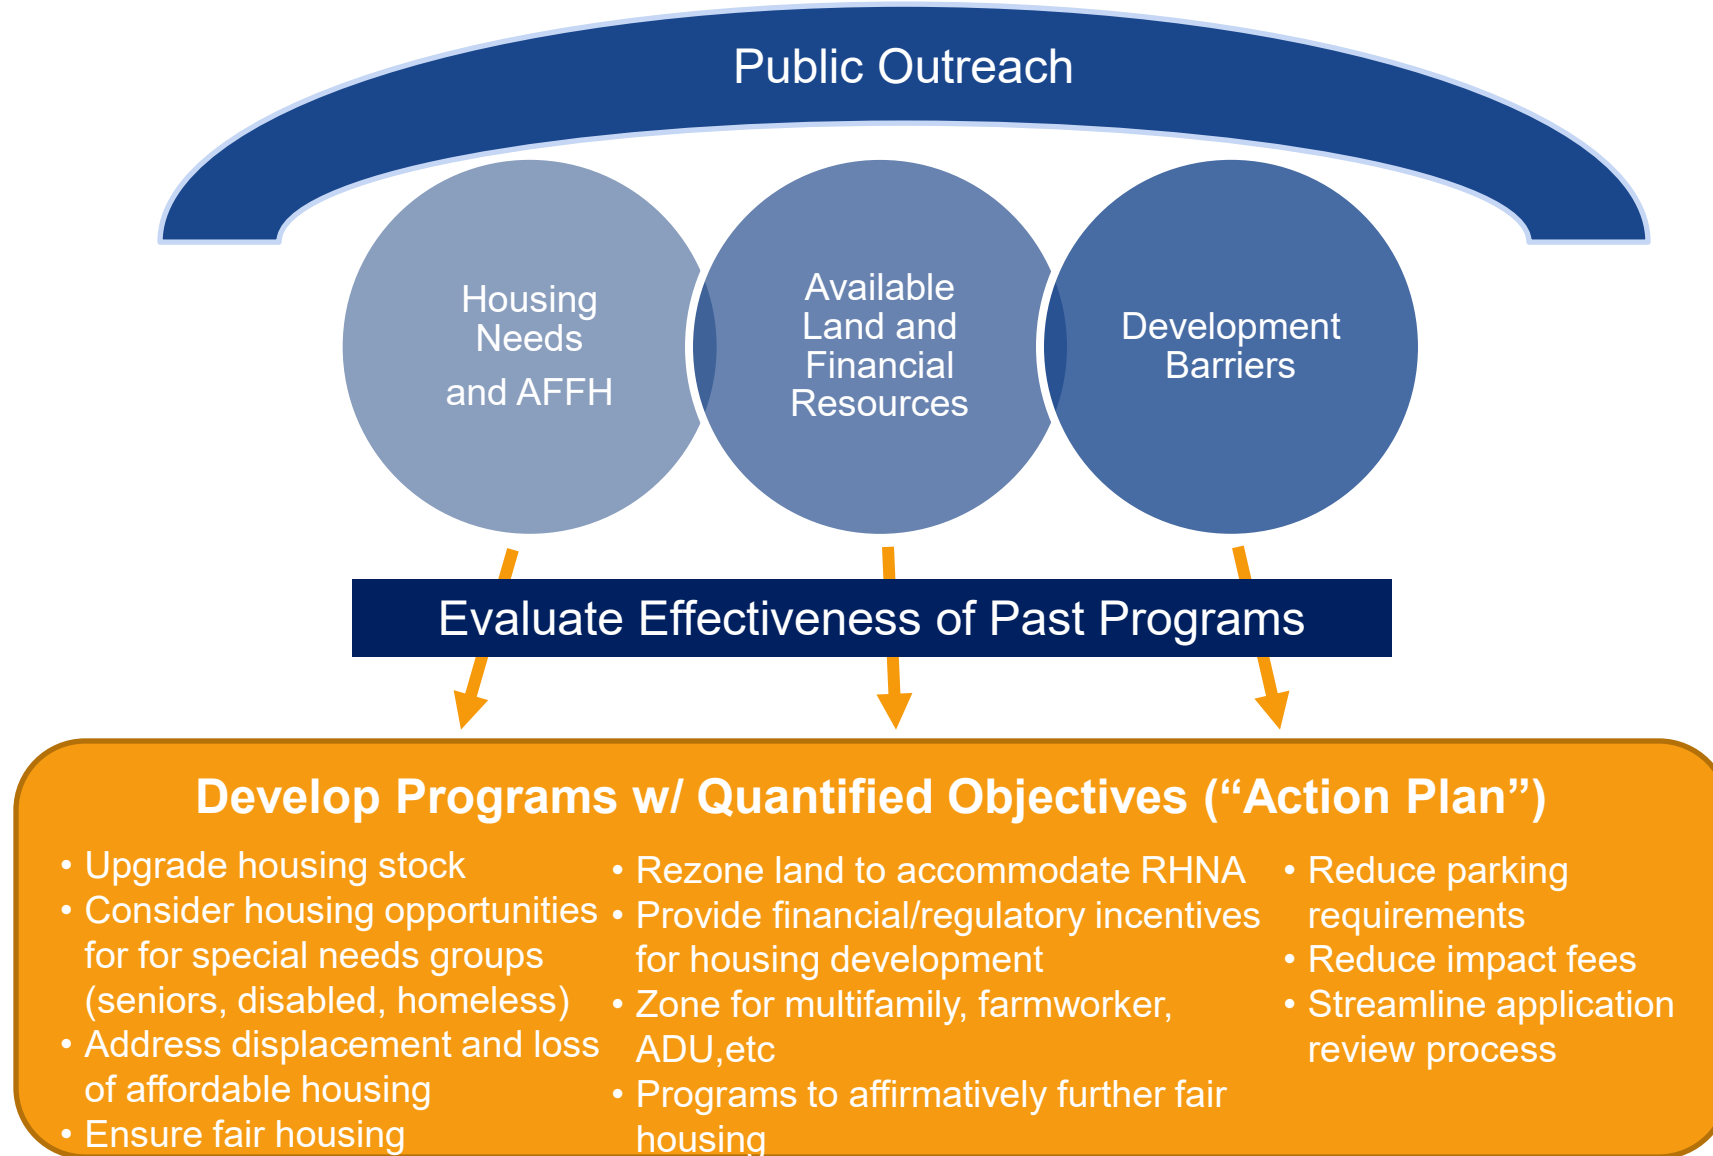 Public Outreach
Housing
Needs
and AFFH
Available
Land and
Financial
Resources
Development
Barriers
Evaluate Effectiveness of Past Programs
Develop Programs w/ Quantified Objectives (“Action Plan”)
• Upgrade housing stock
• Consider housing opportunities
for for special needs groups
(seniors, disabled, homeless)
• Address displacement and loss
of affordable housing
• Ensure fair housing
• Rezone land to accommodate RHNA
• Provide financial/regulatory incentives
for housing development
• Zone for multifamily, farmworker,
ADU,etc
• Programs to affirmatively further fair
housing
• Reduce parking
requirements
• Reduce impact fees
• Streamline application
review process